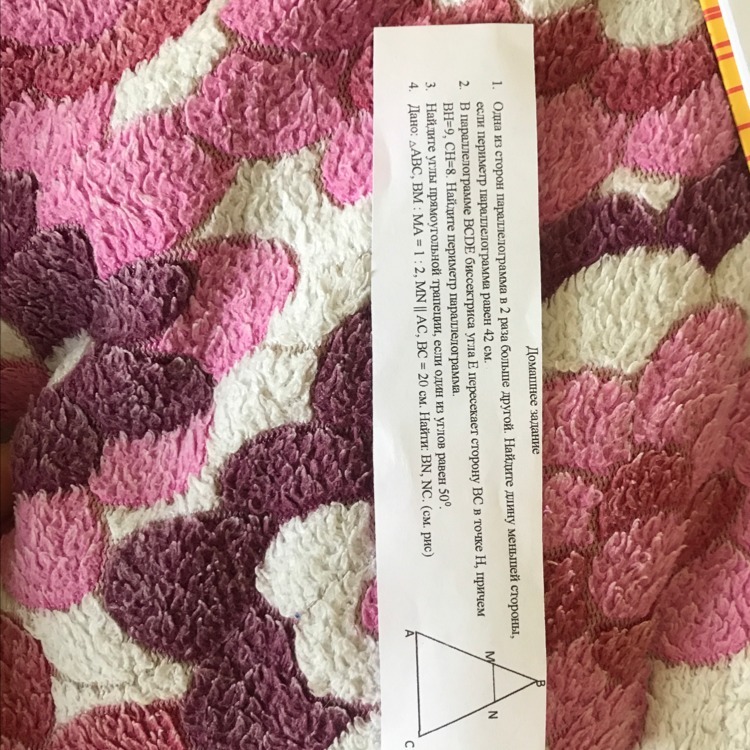 Домашнее задание
1. Одна из сторон параллелограмма в 2 раза больше другой. Найдите длину меньшей стороны,
если периметр параллелограмма равен 42 см.
2. В параллелограмме BCDE биссектриса угла E пересекает сторону BC в точке H, причем
BH=9, CH=8. Найдите периметр параллелограмма.
3. Найдите углы прямоугольной трапеции, если один из углов равен 50⁰.
4. Дано: △ABC, BM : MA = 1 : 2, MN || AC, BC = 20 см. Найти: BN, NC. (см. рис)
B
M N
A C